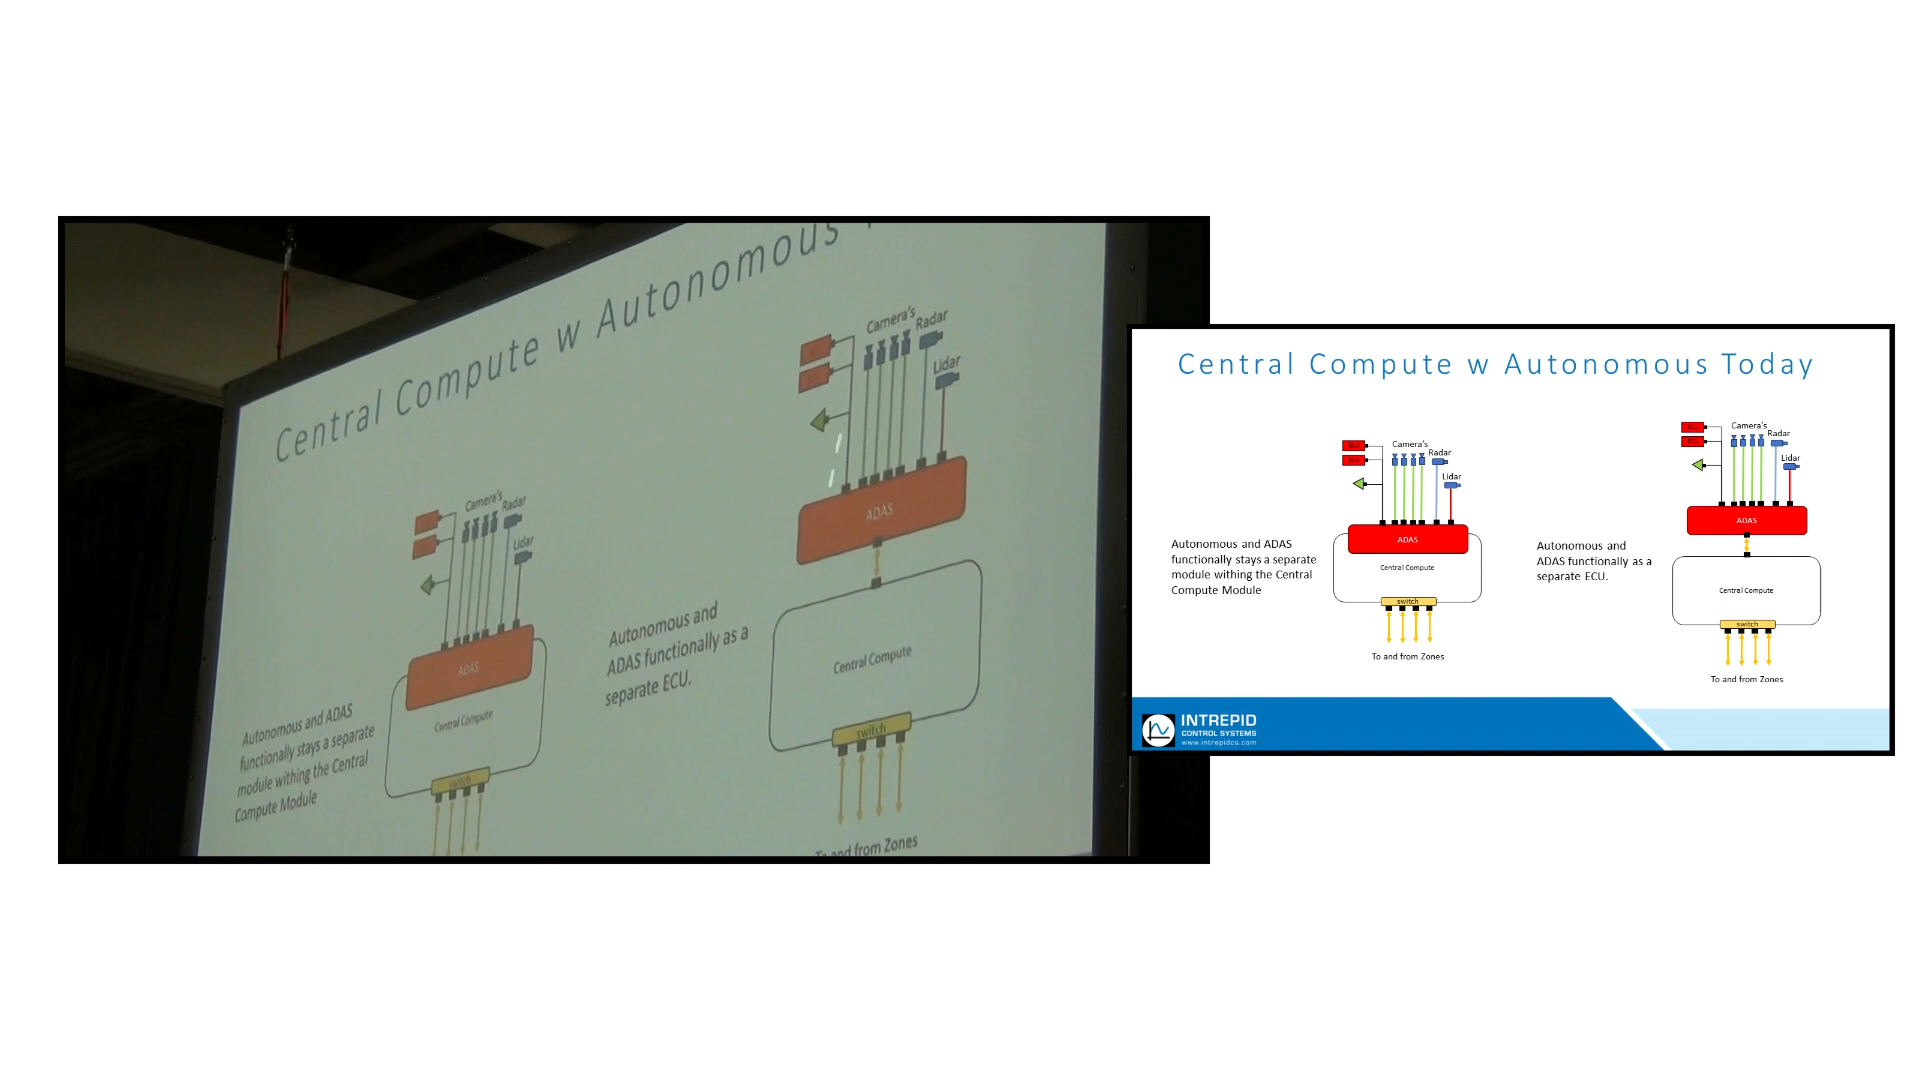 Central Compute w Autonomous
Camera's
Radar
Lidar
ADAS
Central Compute
switch
Autonomous and ADAS
functionally stays a separate
module withing the Central
Compute Module
Camera's
Radar
Lidar
ADAS
Autonomous and
ADAS functionally as a
separate ECU.
Central Compute
switch
To and from Zones
Central Compute w Autonomous Today
Camera's
Radar
Lidar
ADAS
Autonomous and ADAS
functionally stays a separate
module withing the Central
Compute Module
Central Compute
switch
To and from Zones
Camera's
Radar
Lidar
ADAS
Autonomous and
ADAS functionally as a
separate ECU.
Central Compute
switch
To and from Zones
INTREPID
CONTROL SYSTEMS
www.intrepidcs.com